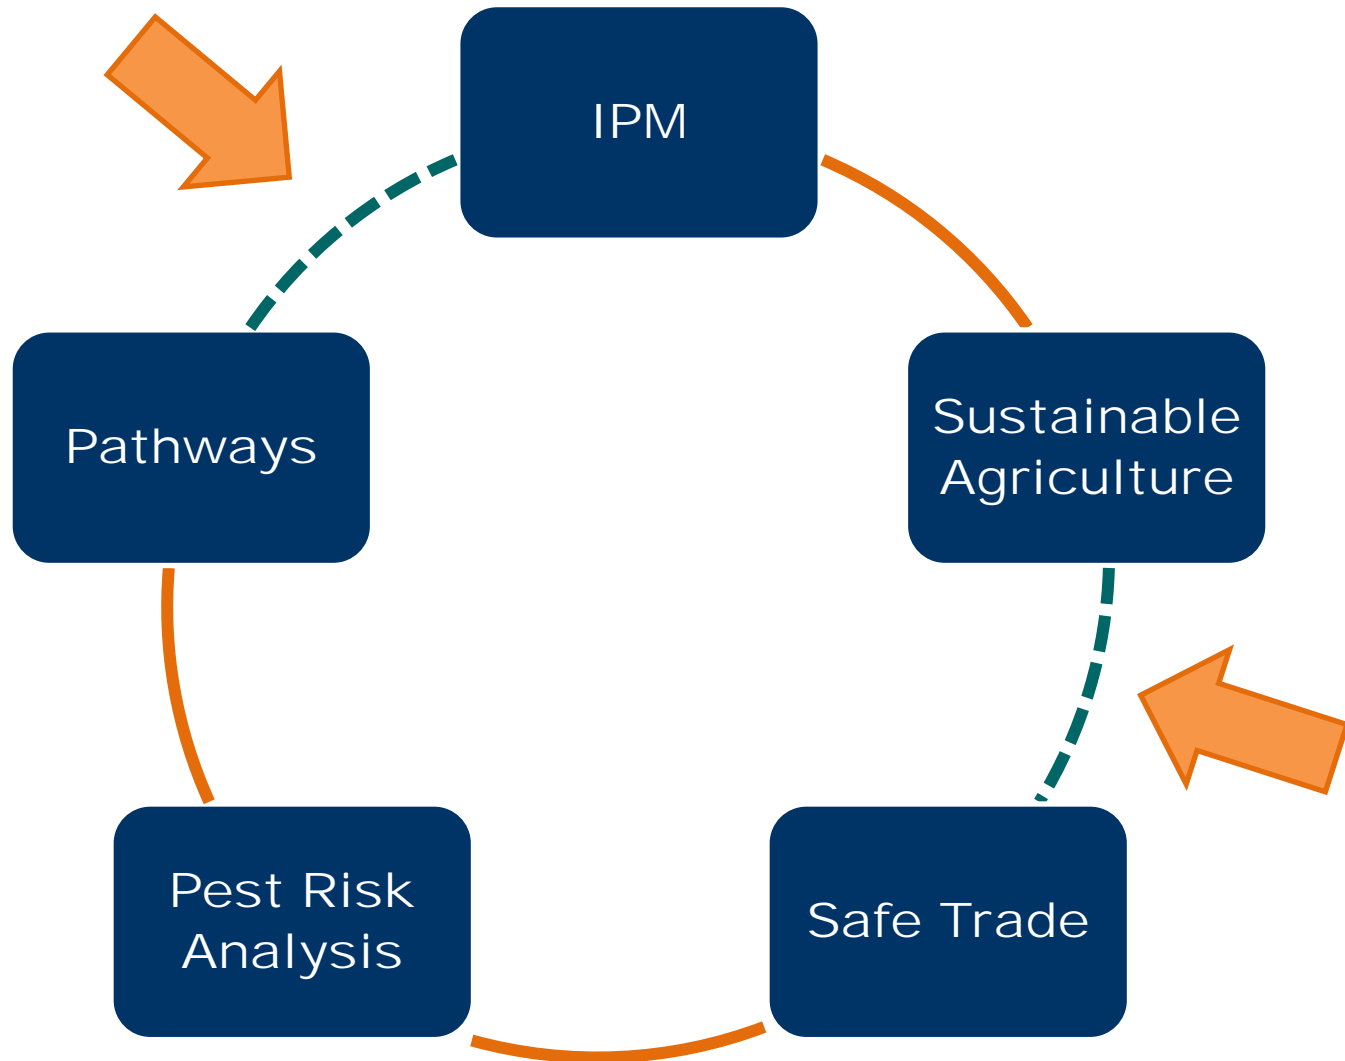 IPM
Sustainable
Agriculture
Safe Trade
Pest Risk
Analysis
Pathways